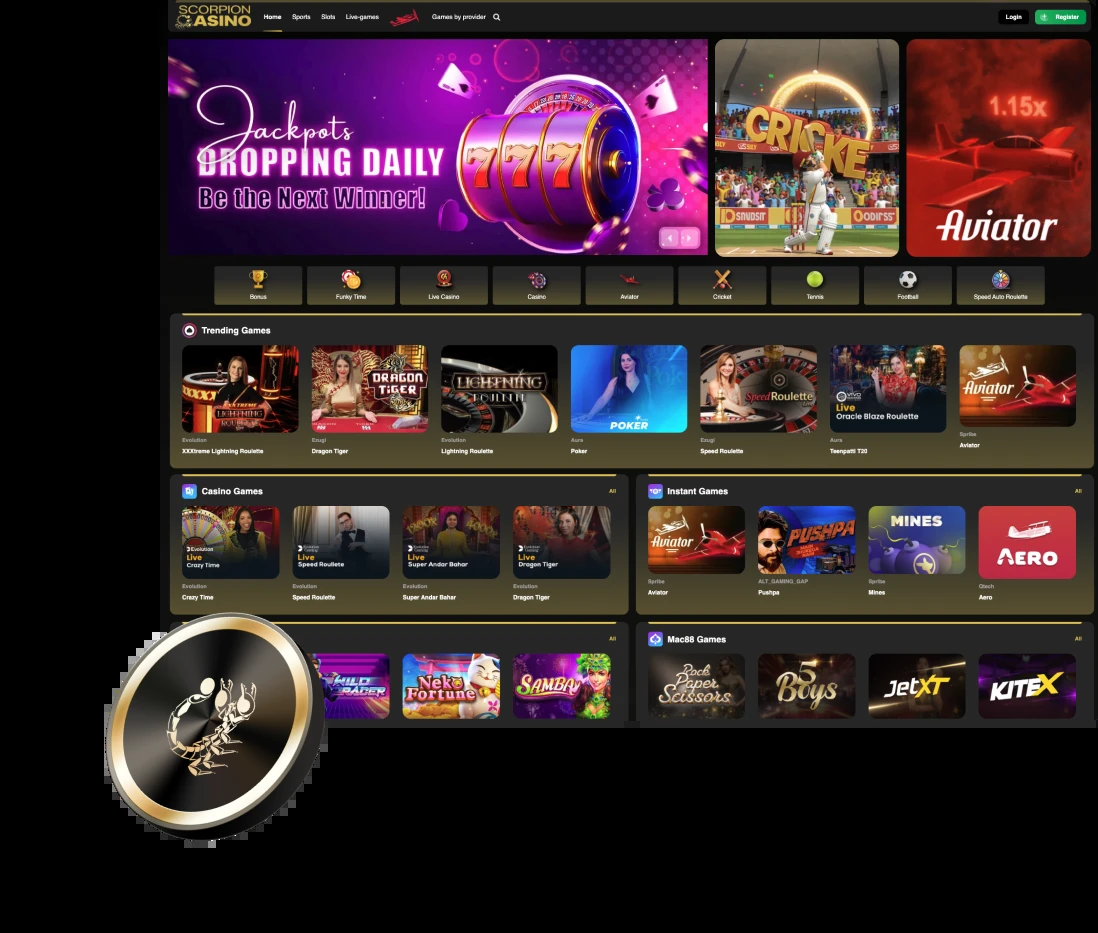 SCORPION
CASINO
Home
Sports
Slots
Live-games
Games by provider
Login
Register
Jackpots
DROPPING DAILY
Be the Next Winner!
777
CRICKE
1.15x
Aviator
Bonus
Funky Time
Live Casino
Casino
Aviator
Cricket
Tennis
Football
Speed Auto Roulette
Trending Games
XXXTREME
LIGHTNING
ROULETTE
DRAGON
TIGER
LIGHTNING
ROULETTE
POKER
Speed Roulette
Live
Oracle Blaze Roulette
Aviator
Evolution
XXXtreme Lightning Roulette
Ezugi
Dragon Tiger
Evolution
Lightning Roulette
Aura
Poker
Ezugi
Speed Roulette
Aura
Teenpatti T20
Spribe
Aviator
Casino Games
All
Evolution
Live
Crazy Time
Live
Speed Roullete
Live
Super Andar Bahar
Live
Dragon Tiger
Evolution
Crazy Time
Evolution
Speed Roulette
Evolution
Super Andar Bahar
Evolution
Dragon Tiger
Instant Games
All
Aviator
PUSHPA
MINES
AERO
Spribe
Aviator
ALT_GAMING_GAP
Pushpa
Spribe
Mines
Qtech
Aero
All
WILD
RACER
Neko
Fortune
SAMBA
Mac88 Games
All
Rock
Paper
Scissors
5
Boys
JetXT
KITEX